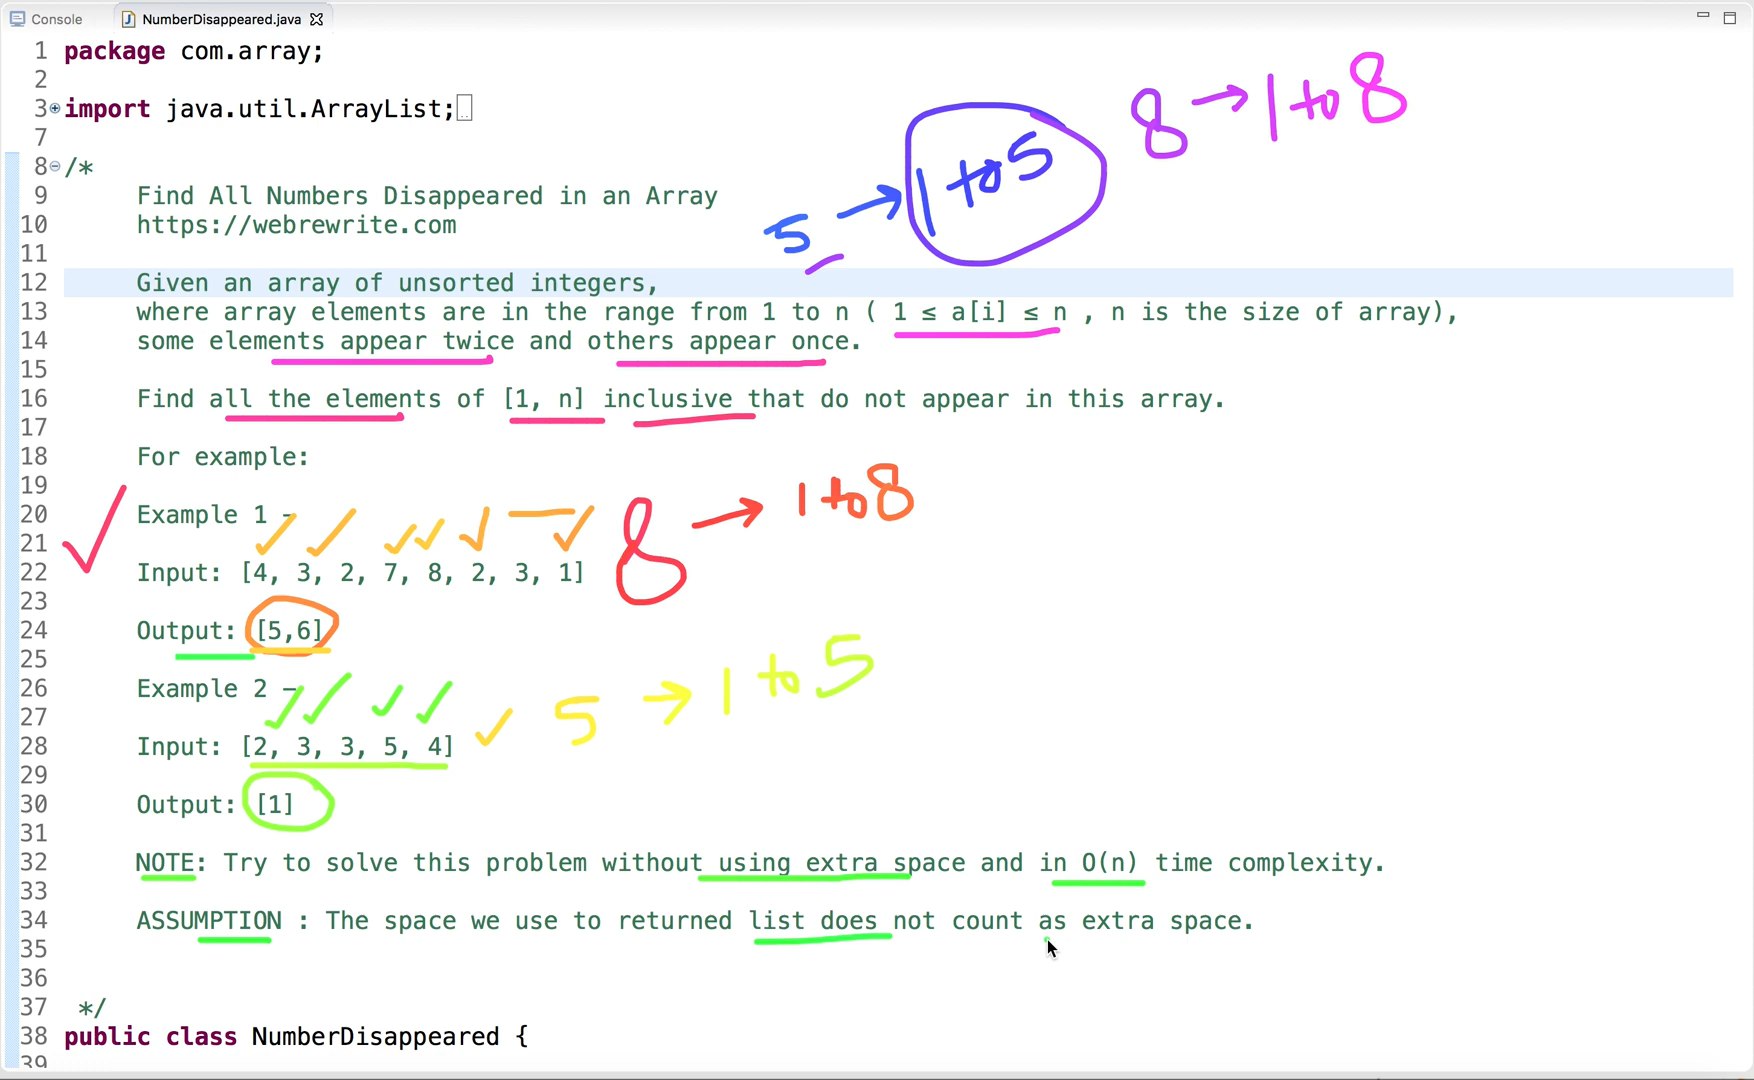 Console NumberDisappeared.java
1 package com.array;
2
3 import java.util.ArrayList;
7
8 /*
9 Find All Numbers Disappeared in an Array
10 https://webrewrite.com
11
12 Given an array of unsorted integers,
13 where array elements are in the range from 1 to n ( 1 ≤ a[i] ≤ n , n is the size of array),
14 some elements appear twice and others appear once.
15
16 Find all the elements of [1, n] inclusive that do not appear in this array.
17
18 For example:
19
20 Example 1 -
21
22 Input: [4, 3, 2, 7, 8, 2, 3, 1]
23
24 Output: [5,6]
25
26 Example 2 -
27
28 Input: [2, 3, 3, 5, 4]
29
30 Output: [1]
31
32 NOTE: Try to solve this problem without using extra space and in O(n) time complexity.
33
34 ASSUMPTION : The space we use to returned list does not count as extra space.
35
36
37 */
38 public class NumberDisappeared {
39
5 → 1 to 5
8 → 1 to 8
8 → 1 to 8
5 → 1 to 5